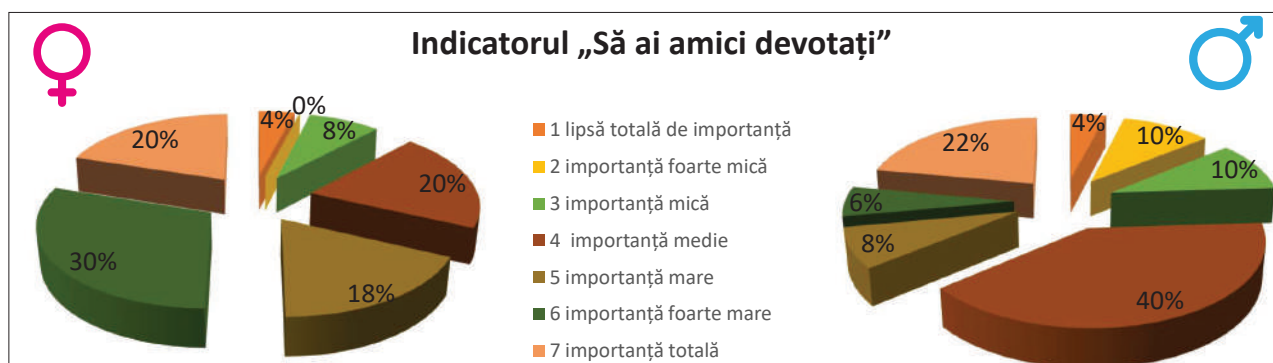 Indicatorul „Să ai amici devotați”
4%
0%
8%
20%
18%
30%
20%
1 lipsă totală de importanță
2 importanță foarte mică
3 importanță mică
4 importanță medie
5 importanță mare
6 importanță foarte mare
7 importanță totală
4%
10%
10%
40%
8%
6%
22%